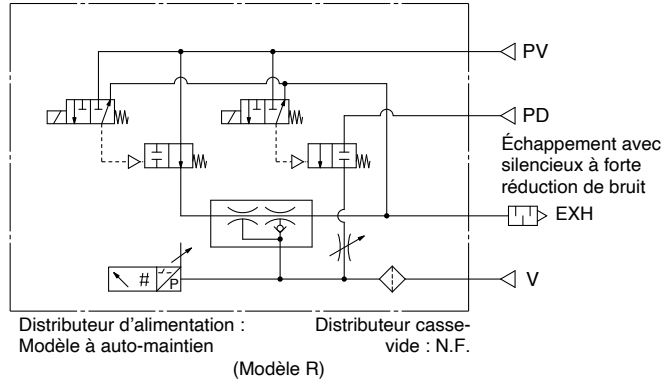 PV
PD
Échappement avec
silencieux à forte
réduction de bruit
EXH
#
P
V
Distributeur d’alimentation :
Modèle à auto-maintien
Distributeur casse-
vide : N.F.
(Modèle R)